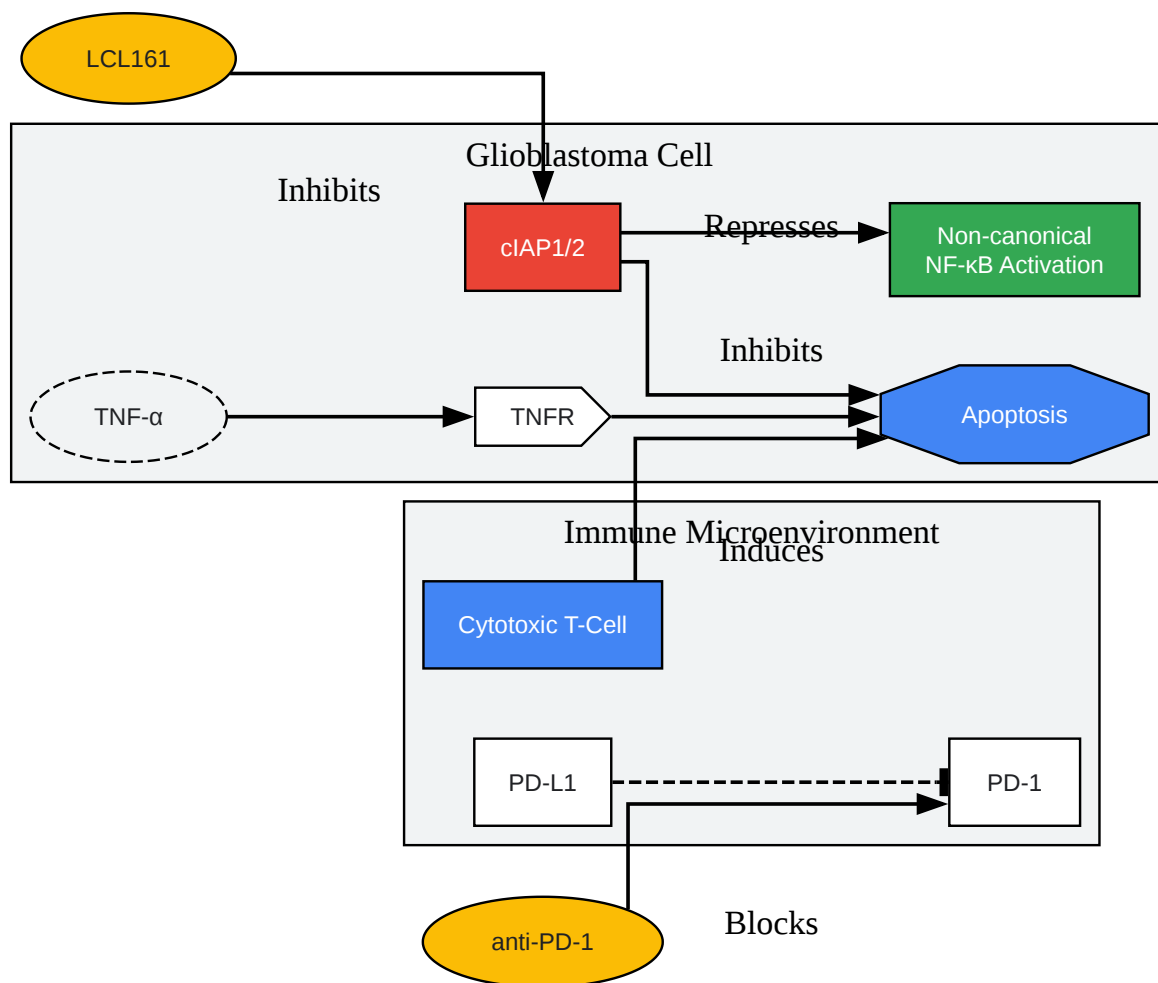 LCL161
Glioblastoma Cell
Inhibits
cIAP1/2
Represses
Non-canonical
NF-κB Activation
Inhibits
TNF-α
TNFR
Apoptosis
Immune Microenvironment
Induces
Cytotoxic T-Cell
PD-L1
PD-1
anti-PD-1
Blocks